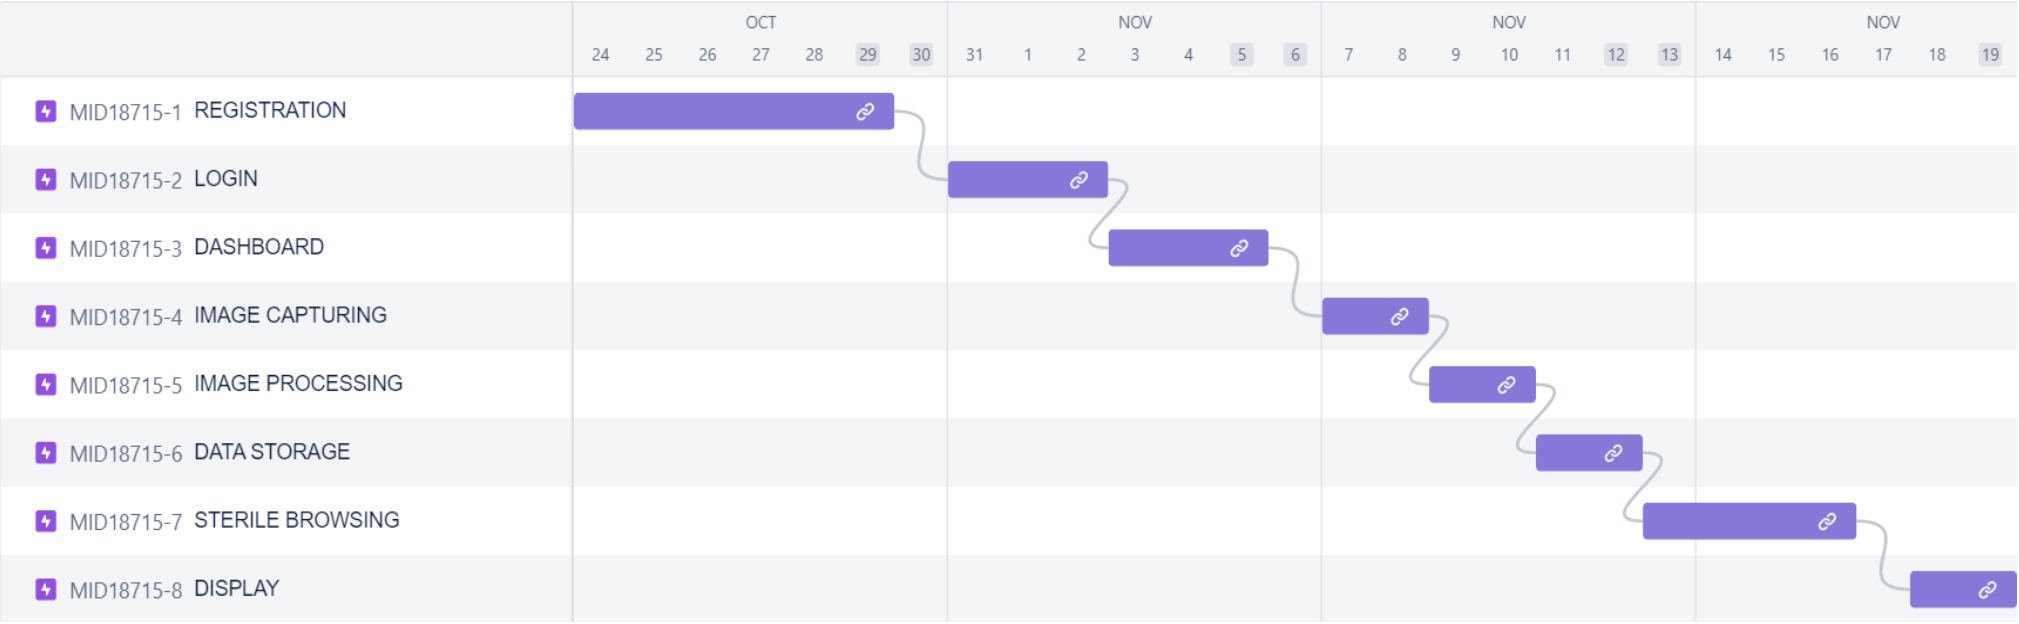 OCT NOV NOV NOV
24 25 26 27 28 29 30 31 1 2 3 4 5 6 7 8 9 10 11 12 13 14 15 16 17 18 19
MID18715-1 REGISTRATION
MID18715-2 LOGIN
MID18715-3 DASHBOARD
MID18715-4 IMAGE CAPTURING
MID18715-5 IMAGE PROCESSING
MID18715-6 DATA STORAGE
MID18715-7 STERILE BROWSING
MID18715-8 DISPLAY